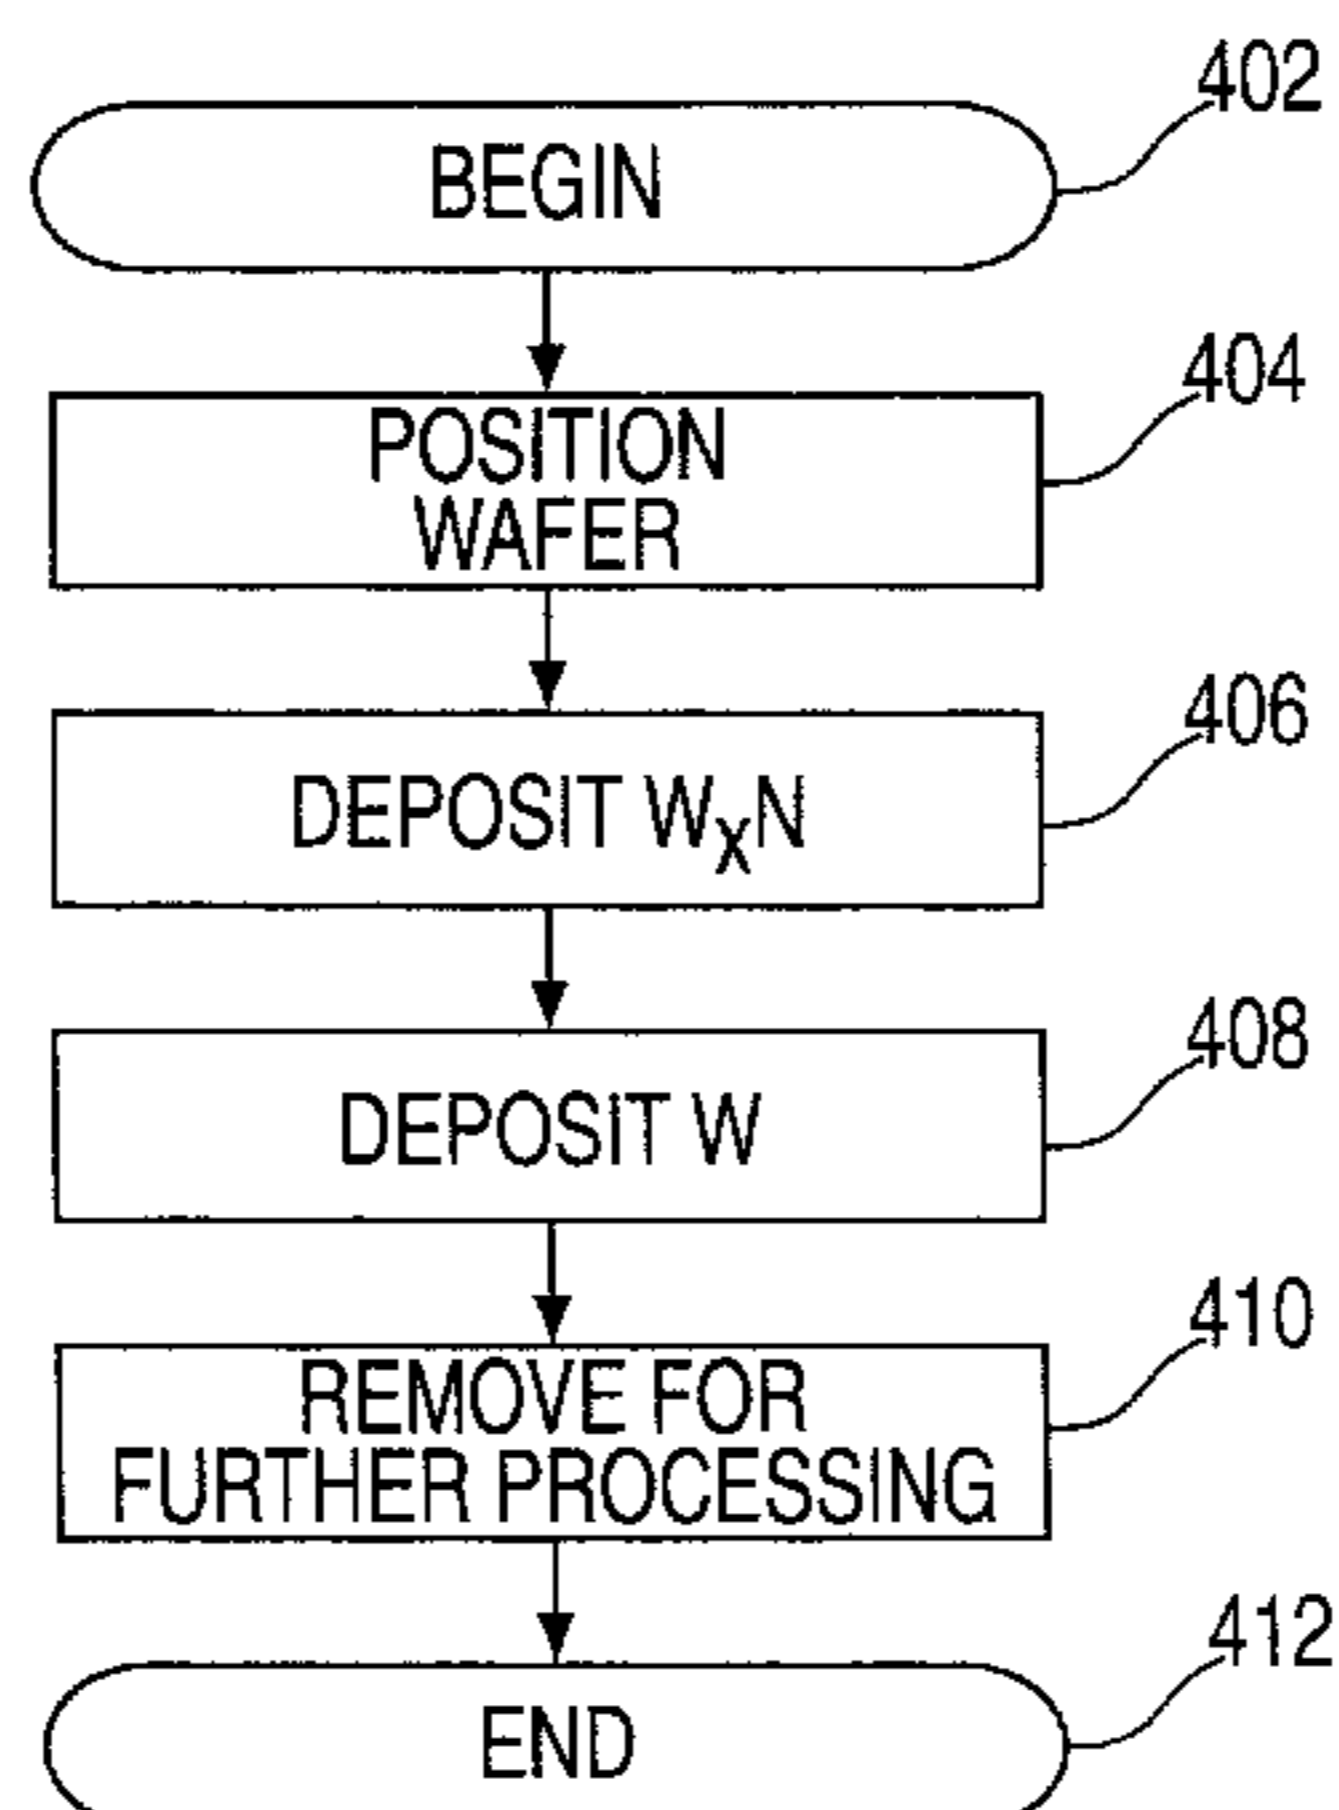 402
BEGIN
404
POSITION
WAFER
406
DEPOSIT WXN
408
DEPOSIT W
410
REMOVE FOR
FURTHER PROCESSING
412
END